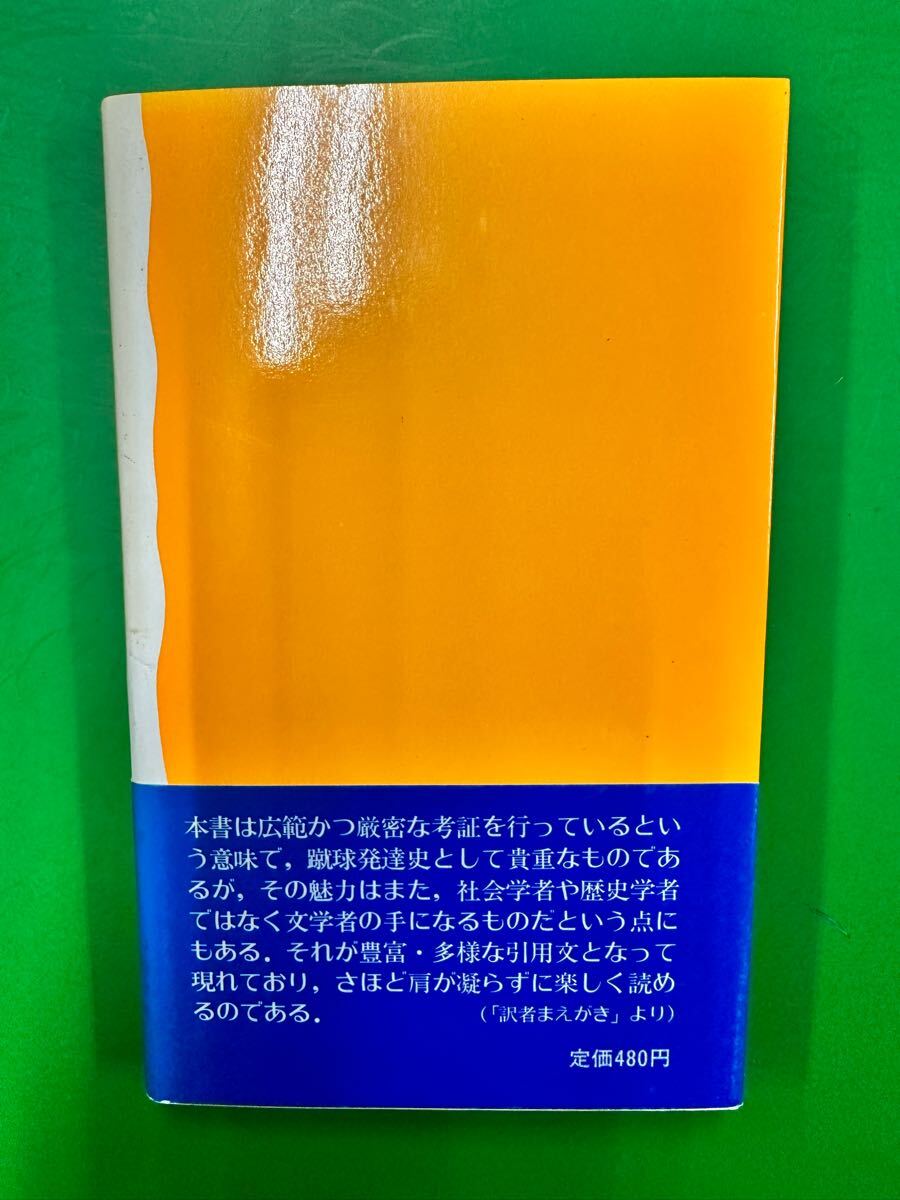 本書は広範かつ厳密な考証を行っているとい
う意味で，蹴球発達史として貴重なものであ
るが，その魅力はまた，社会学者や歴史学者
ではなく文学者の手になるものだという点に
もある．それが豊富・多様な引用文となって
現れており，さほど肩が凝らずに楽しく読め
るのである．　（「訳者まえがき」より）
定価480円